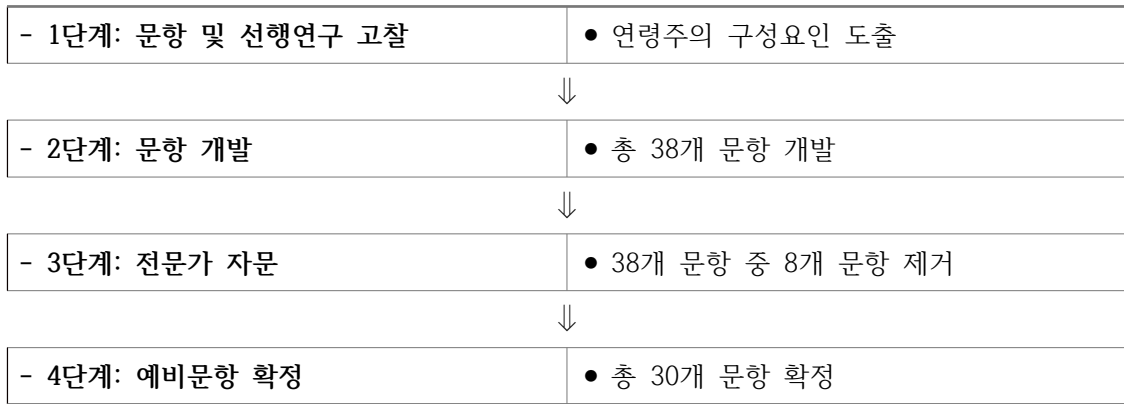 - 1단계: 문항 및 선행연구 고찰
● 연령주의 구성요인 도출
⇓
- 2단계: 문항 개발
● 총 38개 문항 개발
⇓
- 3단계: 전문가 자문
● 38개 문항 중 8개 문항 제거
⇓
- 4단계: 예비문항 확정
● 총 30개 문항 확정